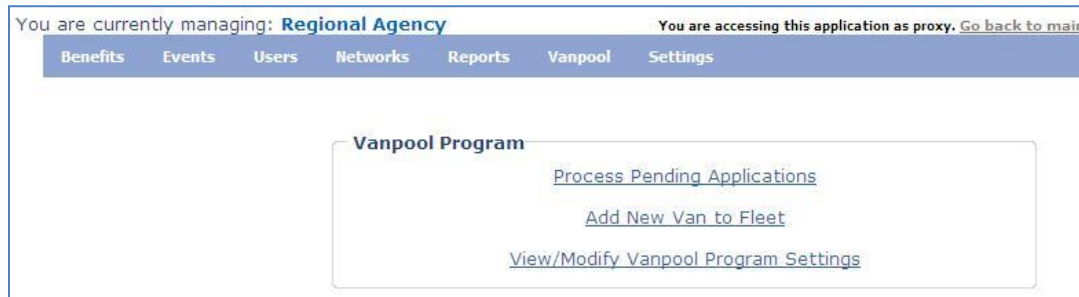 You are currently managing: Regional Agency You are accessing this application as proxy. Go back to main
Benefits Events Users Networks Reports Vanpool Settings
Vanpool Program
Process Pending Applications
Add New Van to Fleet
View/Modify Vanpool Program Settings